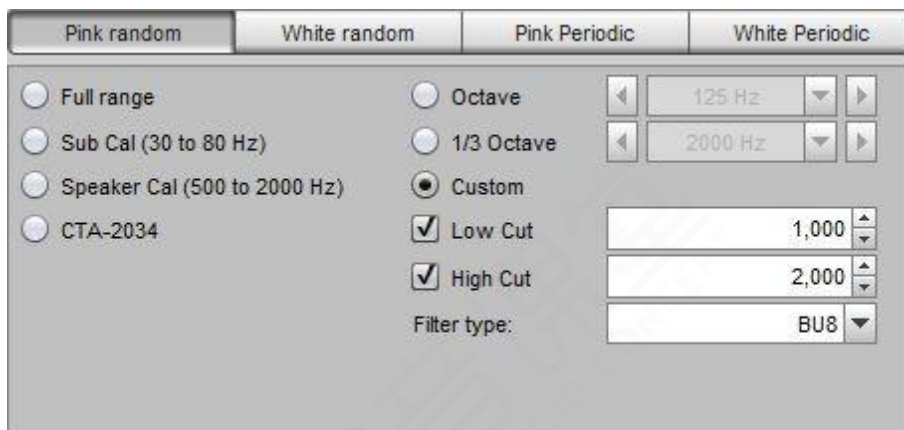 Pink random
White random
Pink Periodic
White Periodic
Full range
Sub Cal (30 to 80 Hz)
Speaker Cal (500 to 2000 Hz)
CTA-2034
Octave
125 Hz
1/3 Octave
2000 Hz
Custom
Low Cut
1,000
High Cut
2,000
Filter type:
BU8